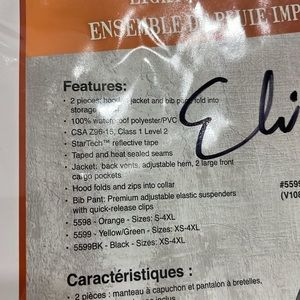 ENSEMBLE DE PLUIE IMP
Features:
• 2 pieces: hood jacket and bib pant fold into
storage
• 100% waterproof polyester/PVC
• CSA Z96-15, Class 1 Level 2
• StarTech™ reflective tape
• Taped and heat sealed seams
• Jacket: back vents, adjustable hem, 2 large front
cargo pockets
• Hood folds and zips into collar
• Bib Pant: Premium adjustable elastic suspenders
with quick-release clips
• 5598 - Orange - Sizes: S-4XL
• 5599 - Yellow/Green - Sizes: XS-4XL
• 5599BK - Black - Sizes: XS-4XL
Eli
#5599
(V108
Caractéristiques :
• 2 pièces : manteau à capuchon et pantalon à bretelles,